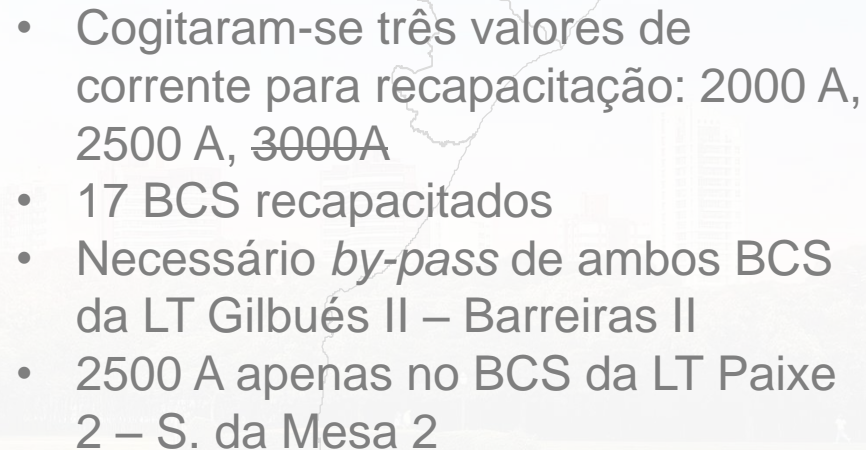 • Cogitaram-se três valores de
corrente para recapacitação: 2000 A,
2500 A, 3000A
• 17 BCS recapacitados
• Necessário by-pass de ambos BCS
da LT Gilbués II – Barreiras II
• 2500 A apenas no BCS da LT Paixe
2 – S. da Mesa 2